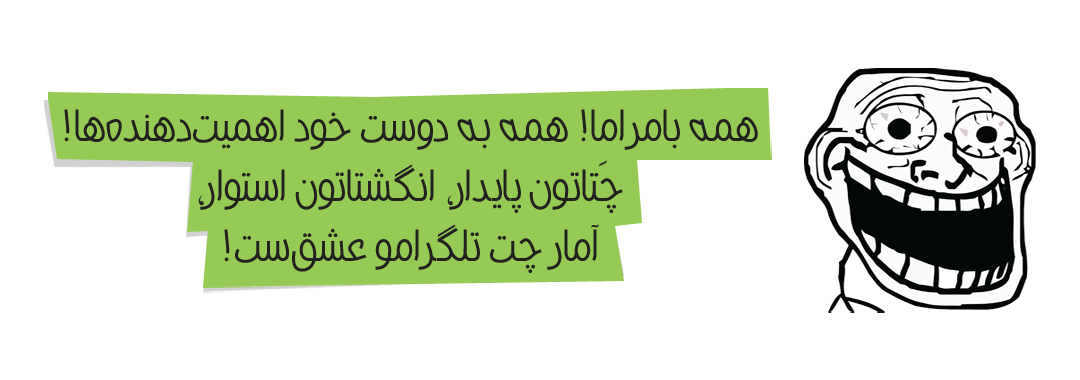 همه بامراما! همه به دوست خود اهمیت‌دهنده‌ها!
چَتاتون پایدار، انگشتاتون استوار،
آمار چت تلگرامو عشق‌ست!